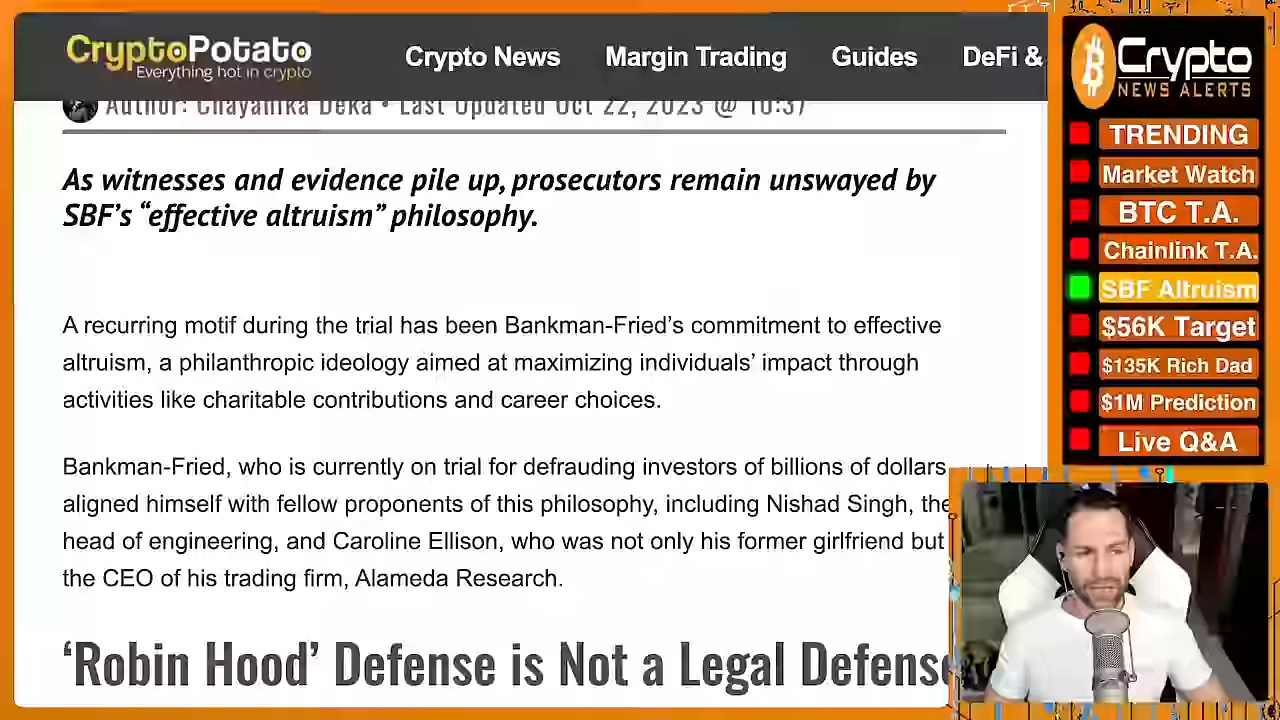 CryptoPotato
Everything hot in crypto
Crypto News
Margin Trading
Guides
DeFi &
Author: Chayanika Deka • Last Updated Oct 22, 2023 @ 10:37
As witnesses and evidence pile up, prosecutors remain unswayed by
SBF’s “effective altruism” philosophy.
A recurring motif during the trial has been Bankman-Fried’s commitment to effective
altruism, a philanthropic ideology aimed at maximizing individuals’ impact through
activities like charitable contributions and career choices.
Bankman-Fried, who is currently on trial for defrauding investors of billions of dollars
aligned himself with fellow proponents of this philosophy, including Nishad Singh, the
head of engineering, and Caroline Ellison, who was not only his former girlfriend but
the CEO of his trading firm, Alameda Research.
‘Robin Hood’ Defense is Not a Legal Defense
Crypto
NEWS ALERTS
TRENDING
Market Watch
BTC T.A.
Chainlink T.A.
SBF Altruism
$56K Target
$135K Rich Dad
$1M Prediction
Live Q&A